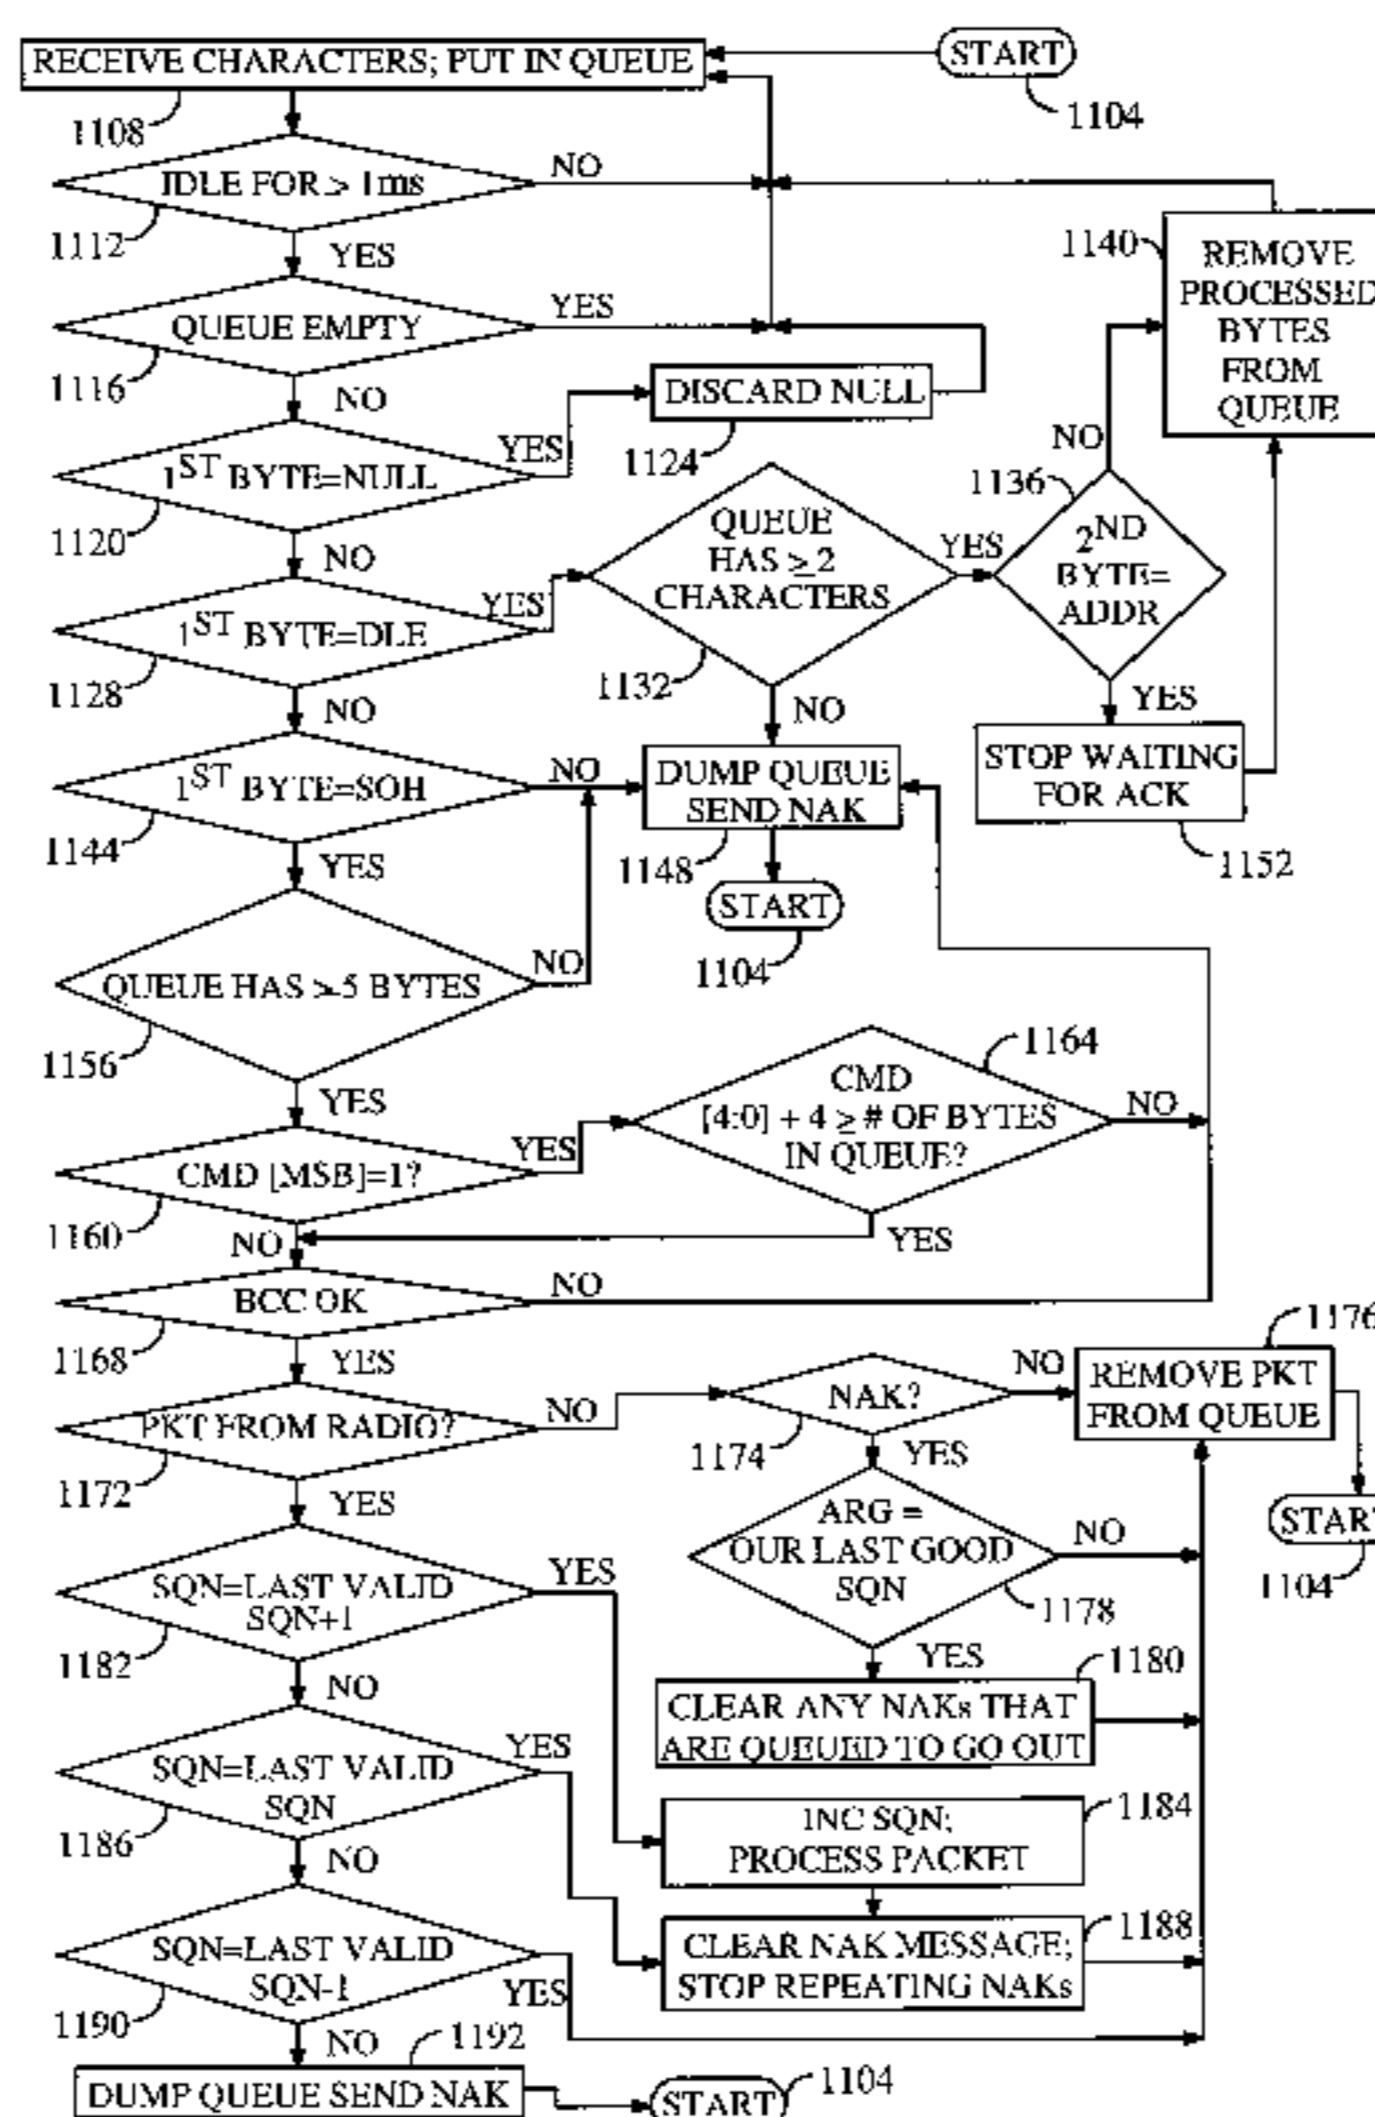 RECEIVE CHARACTERS; PUT IN QUEUE
START
1108
1104
IDLE FOR > 1ms
NO
1112
YES
1140
REMOVE
PROCESSED
BYTES
FROM
QUEUE
QUEUE EMPTY
YES
1116
NO
DISCARD NULL
1124
1ST BYTE=NULL
YES
1120
NO
QUEUE
HAS ≥ 2
CHARACTERS
YES
1132
NO
1136
NO
2ND
BYTE=
ADDR
YES
1ST BYTE=DLE
YES
1128
NO
STOP WAITING
FOR ACK
1152
1ST BYTE=SOH
NO
1144
YES
DUMP QUEUE
SEND NAK
1148
START
1104
QUEUE HAS ≥ 5 BYTES
NO
1156
YES
1164
CMD
[4:0] + 4 ≥ # OF BYTES
IN QUEUE?
NO
YES
CMD [MSB]=1?
YES
1160
NO
BCC OK
NO
1168
YES
1176
REMOVE PKT
FROM QUEUE
START
1104
PKT FROM RADIO?
NO
1172
YES
NAK?
NO
1174
YES
ARG =
OUR LAST GOOD
SQN
NO
1178
YES
1180
CLEAR ANY NAKs THAT
ARE QUEUED TO GO OUT
SQN=LAST VALID
SQN+1
YES
1182
NO
SQN=LAST VALID
SQN
YES
1186
NO
INC SQN;
PROCESS PACKET
1184
CLEAR NAK MESSAGE;
STOP REPEATING NAKs
1188
SQN=LAST VALID
SQN-1
YES
1190
NO
1192
DUMP QUEUE SEND NAK
START
1104